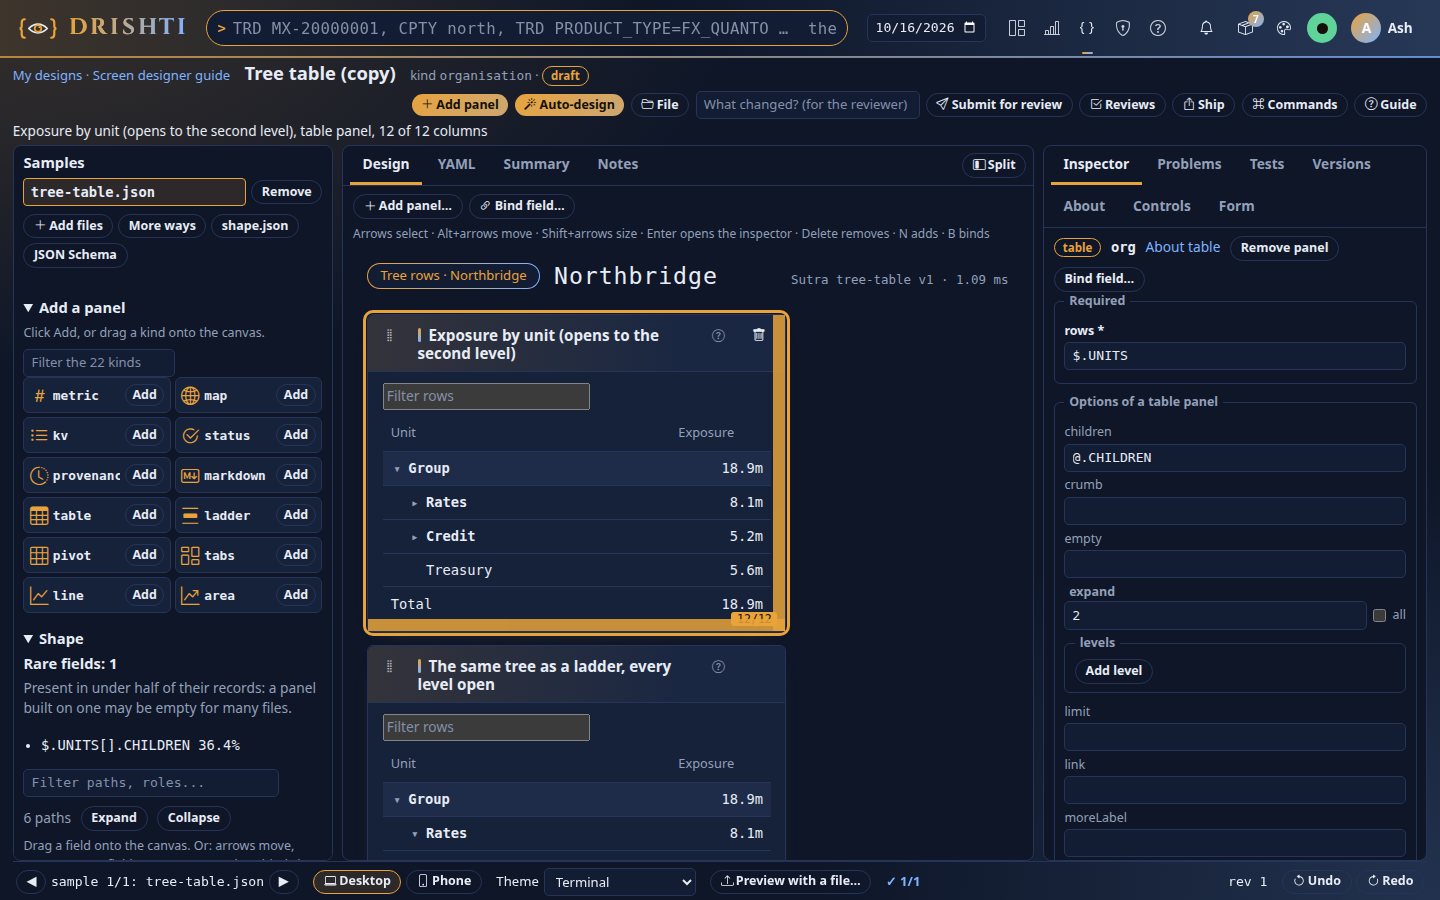 DRISHTI
> TRD MX-20000001, CPTY north, TRD PRODUCT_TYPE=FX_QUANTO … the
10/16/2026
7
A Ash
My designs · Screen designer guide Tree table (copy) kind organisation · draft
Add panel Auto-design File What changed? (for the reviewer) Submit for review Reviews Ship Commands Guide
Exposure by unit (opens to the second level), table panel, 12 of 12 columns
Samples
tree-table.json Remove
Add files More ways shape.json
JSON Schema
▼ Add a panel
Click Add, or drag a kind onto the canvas.
Filter the 22 kinds
# metric Add map Add
kv Add status Add
provenanc Add markdown Add
table Add ladder Add
pivot Add tabs Add
line Add area Add
▼ Shape
Rare fields: 1
Present in under half of their records: a panel
built on one may be empty for many files.
• $.UNITS[].CHILDREN 36.4%
Filter paths, roles...
6 paths Expand Collapse
Drag a field onto the canvas. Or: arrows move,
Design YAML Summary Notes Split
Add panel... Bind field...
Arrows select · Alt+arrows move · Shift+arrows size · Enter opens the inspector · Delete removes · N adds · B binds
Tree rows · Northbridge Northbridge Sutra tree-table v1 · 1.09 ms
Exposure by unit (opens to the
second level)
Filter rows
Unit Exposure
▾ Group 18.9m
▸ Rates 8.1m
▸ Credit 5.2m
Treasury 5.6m
Total 18.9m
12/12
The same tree as a ladder, every
level open
Filter rows
Unit Exposure
▾ Group 18.9m
▾ Rates 8.1m
Inspector Problems Tests Versions
About Controls Form
table org About table Remove panel
Bind field...
Required
rows *
$.UNITS
Options of a table panel
children
@.CHILDREN
crumb
empty
expand
2 all
levels
Add level
limit
link
moreLabel
◀ sample 1/1: tree-table.json ▶ Desktop Phone Theme Terminal Preview with a file... ✓ 1/1 rev 1 Undo Redo